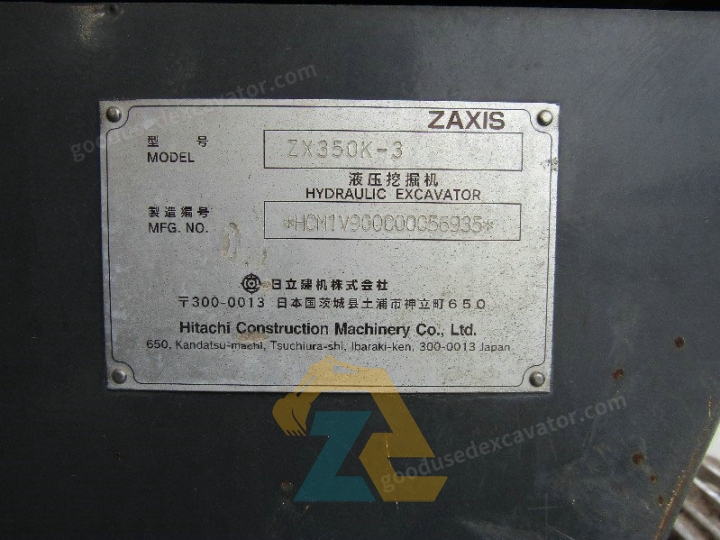 ZAXIS
型 号
MODEL
ZX350K-3
液压挖掘机
HYDRAULIC EXCAVATOR
製造編号
MFG. NO.
*HCM1V900C00056935*
日立建机株式会社
〒300-0013 日本国茨城县土浦市神立町650
Hitachi Construction Machinery Co., Ltd.
650, Kandatsu-machi, Tsuchiura-shi, Ibaraki-ken, 300-0013 Japan
goodusedexcavator.com
goodusedexcavator.com